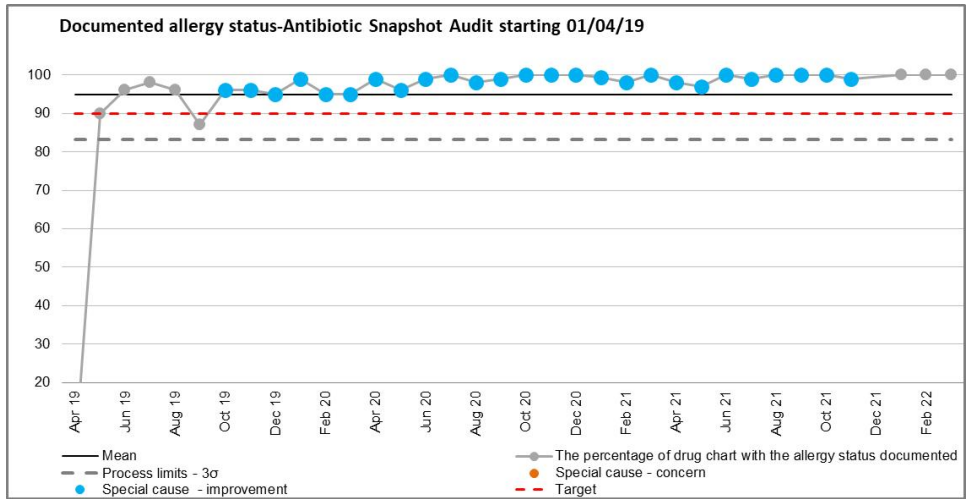 Documented allergy status-Antibiotic Snapshot Audit starting 01/04/19
100
90
80
70
60
50
40
30
20
Apr 19
Jun 19
Aug 19
Oct 19
Dec 19
Feb 20
Apr 20
Jun 20
Aug 20
Oct 20
Dec 20
Feb 21
Apr 21
Jun 21
Aug 21
Oct 21
Dec 21
Feb 22
Mean
The percentage of drug chart with the allergy status documented
Process limits - 3σ
Special cause - concern
Special cause - improvement
Target